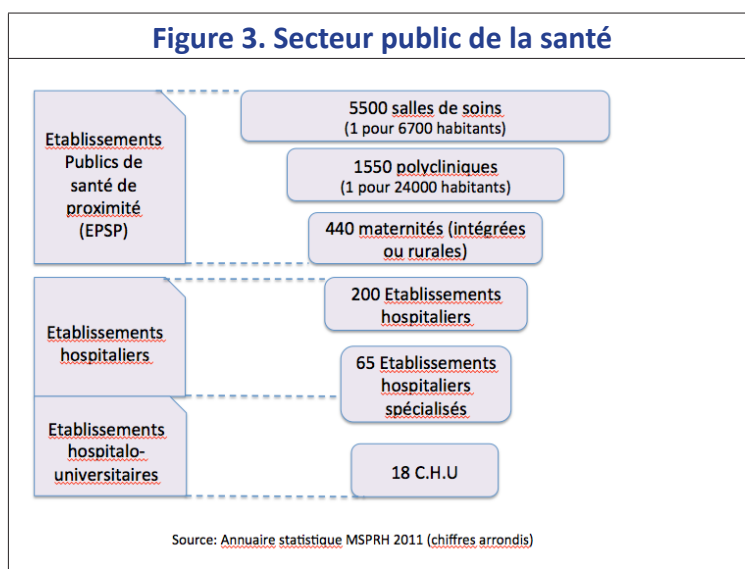 Figure 3. Secteur public de la santé
Etablissements
Publics de
santé de
proximité
(EPSP)
5500 salles de soins
(1 pour 6700 habitants)
1550 polycliniques
(1 pour 24000 habitants)
440 maternités (intégrées
ou rurales)
Etablissements
hospitaliers
200 Etablissements
hospitaliers
65 Etablissements
hospitaliers
spécialisés
Etablissements
hospitalo-
universitaires
18 C.H.U
Source: Annuaire statistique MSPRH 2011 (chiffres arrondis)